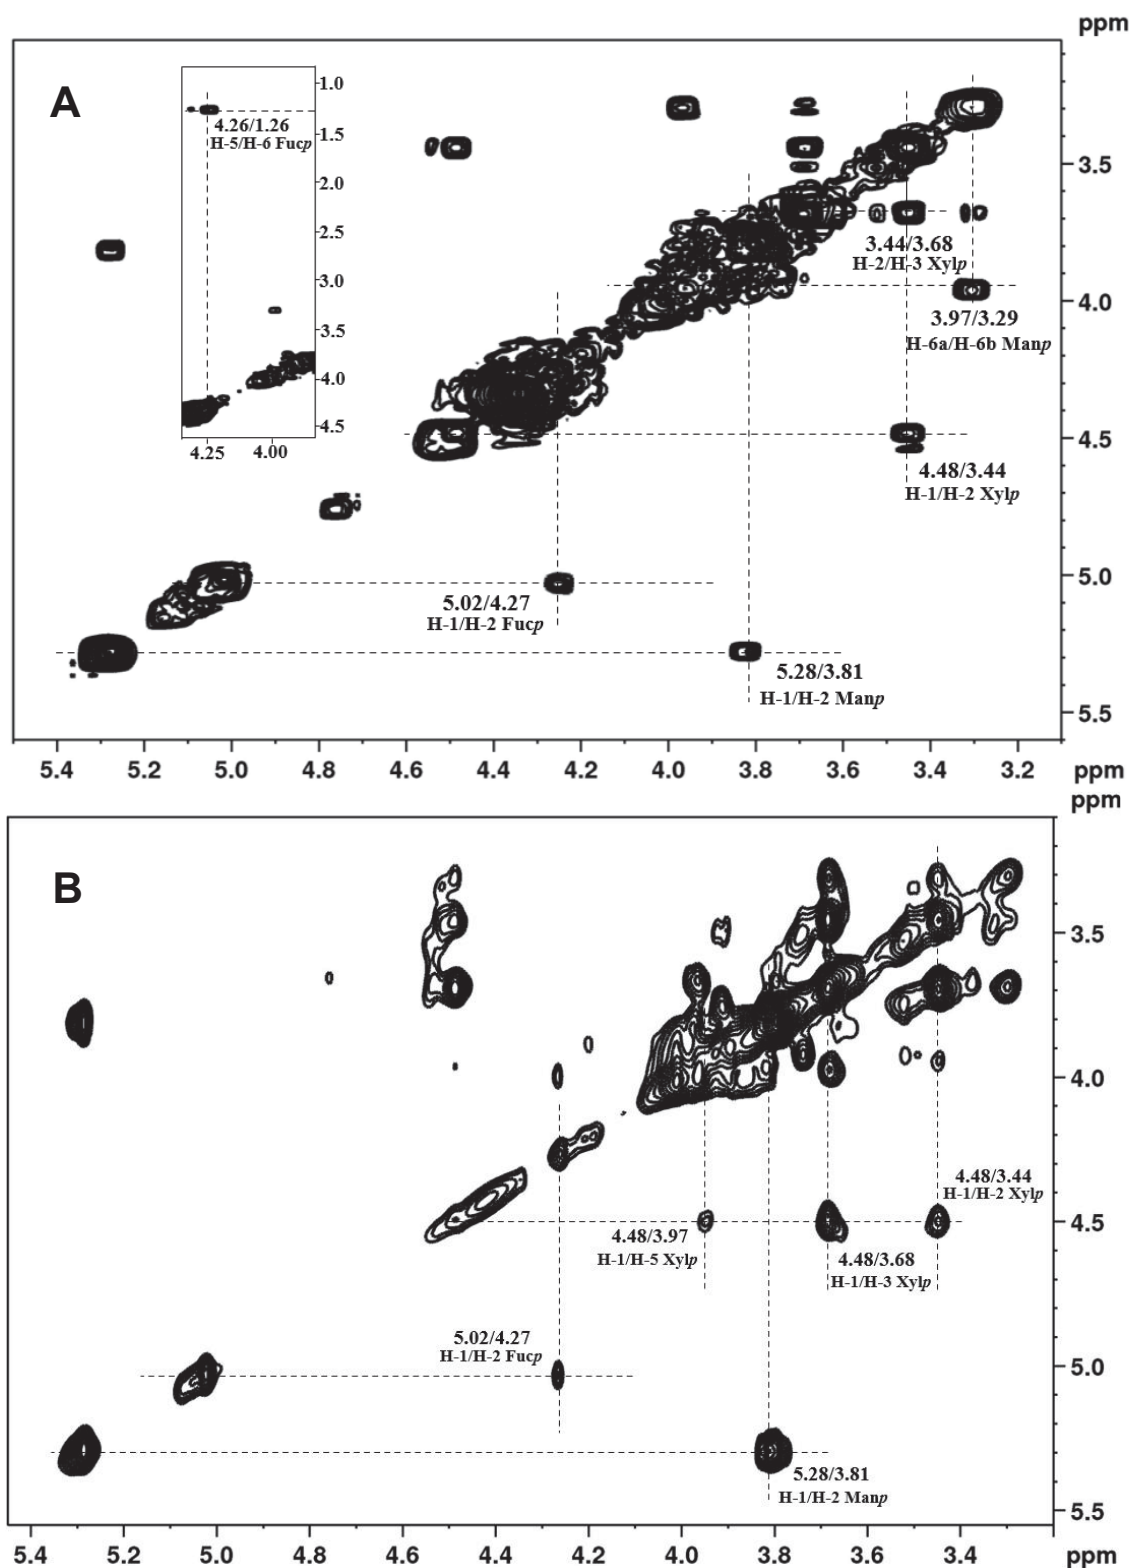 ppm
A
1.0
4.26/1.26
H-5/H-6 Fucp
1.5
2.0
2.5
3.0
3.5
4.0
4.5
4.25 4.00
3.5
3.44/3.68
H-2/H-3 Xylp
4.0
3.97/3.29
H-6a/H-6b Manp
4.5
4.48/3.44
H-1/H-2 Xylp
5.0
5.02/4.27
H-1/H-2 Fucp
5.28/3.81
H-1/H-2 Manp
5.5
5.4 5.2 5.0 4.8 4.6 4.4 4.2 4.0 3.8 3.6 3.4 3.2 ppm
ppm
B
3.5
4.0
4.48/3.44
H-1/H-2 Xylp
4.5
4.48/3.97
H-1/H-5 Xylp
4.48/3.68
H-1/H-3 Xylp
5.02/4.27
H-1/H-2 Fucp
5.0
5.28/3.81
H-1/H-2 Manp
5.5
5.4 5.2 5.0 4.8 4.6 4.4 4.2 4.0 3.8 3.6 3.4 ppm